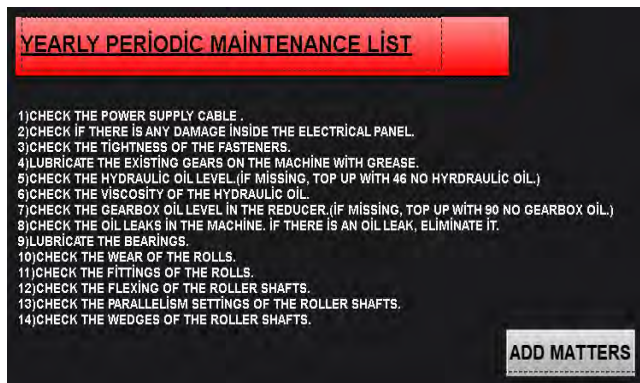 YEARLY PERİODİC MAİNTENANCE LİST
1)CHECK THE POWER SUPPLY CABLE .
2)CHECK İF THERE İS ANY DAMAGE İNSİDE THE ELECTRİCAL PANEL.
3)CHECK THE TİGHTNESS OF THE FASTENERS.
4)LUBRİCATE THE EXİSTİNG GEARS ON THE MACHİNE WİTH GREASE.
5)CHECK THE HYDRAULİC OİL LEVEL.(İF MİSSİNG, TOP UP WİTH 46 NO HYRDRAULİC OİL.)
6)CHECK THE VİSCOSİTY OF THE HYDRAULİC OİL.
7)CHECK THE GEARBOX OİL LEVEL İN THE REDUCER.(İF MİSSİNG, TOP UP WİTH 90 NO GEARBOX OİL.)
8)CHECK THE OİL LEAKS İN THE MACHİNE. İF THERE İS AN OİL LEAK, ELİMİNATE İT.
9)LUBRİCATE THE BEARİNGS.
10)CHECK THE WEAR OF THE ROLLS.
11)CHECK THE FİTTİNGS OF THE ROLLS.
12)CHECK THE FLEXİNG OF THE ROLLER SHAFTS.
13)CHECK THE PARALLELİSM SETTİNGS OF THE ROLLER SHAFTS.
14)CHECK THE WEDGES OF THE ROLLER SHAFTS.
ADD MATTERS